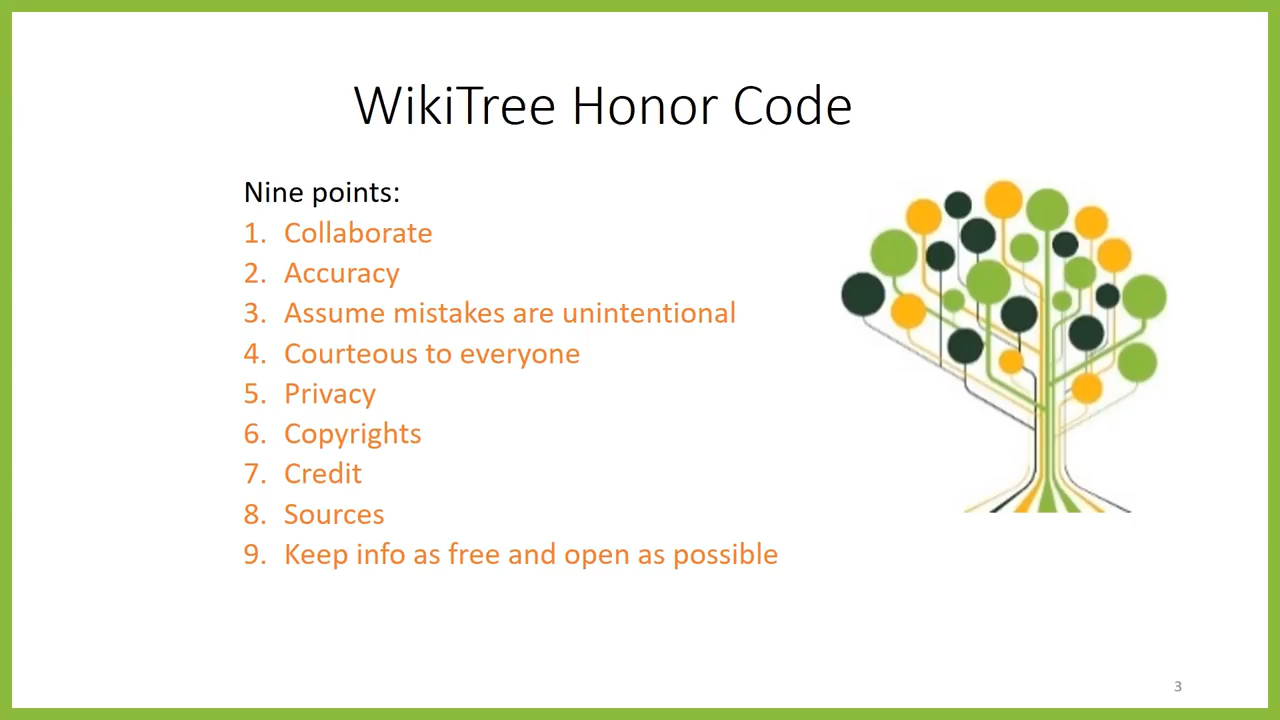 WikiTree Honor Code
Nine points:
1. Collaborate
2. Accuracy
3. Assume mistakes are unintentional
4. Courteous to everyone
5. Privacy
6. Copyrights
7. Credit
8. Sources
9. Keep info as free and open as possible
3